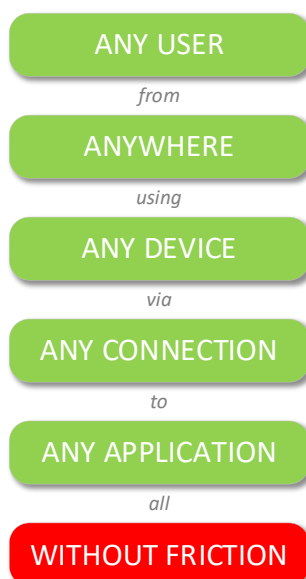 ANY USER
from
ANYWHERE
using
ANY DEVICE
via
ANY CONNECTION
to
ANY APPLICATION
all
WITHOUT FRICTION